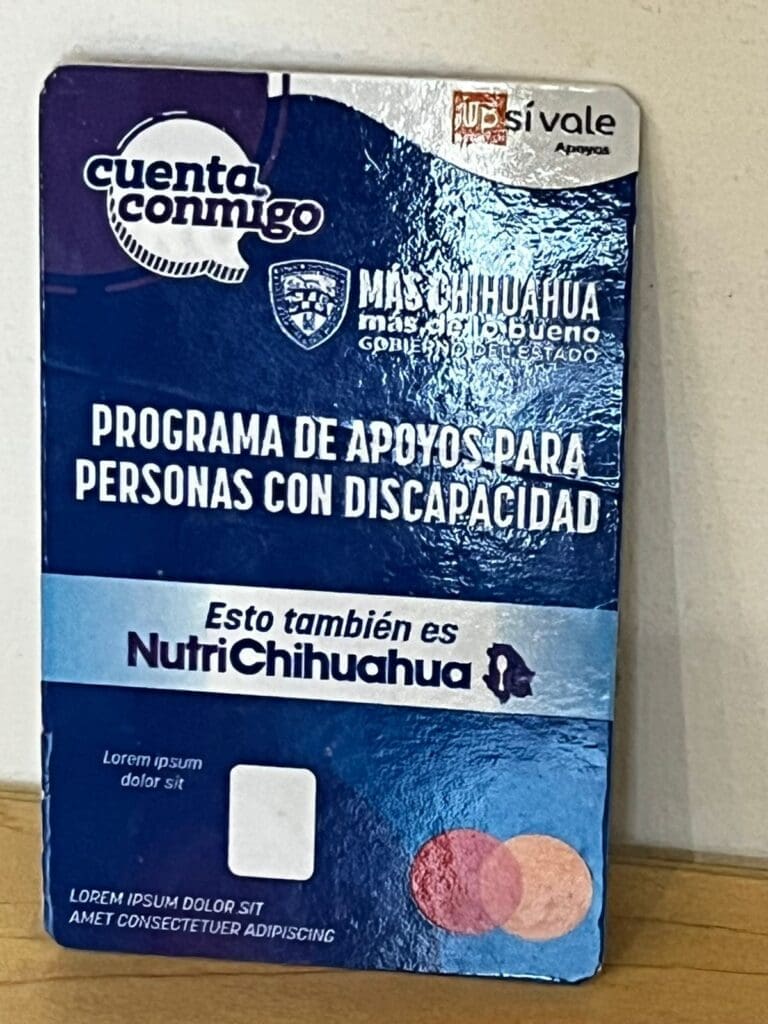 up sí vale
Apoyos
cuenta
conmigo
MÁS CHIHUAHUA
más de lo bueno
GOBIERNO DEL ESTADO
PROGRAMA DE APOYOS PARA
PERSONAS CON DISCAPACIDAD
Esto también es
NutriChihuahua
Lorem ipsum
dolor sit
LOREM IPSUM DOLOR SIT
AMET CONSECTETUER ADIPISCING